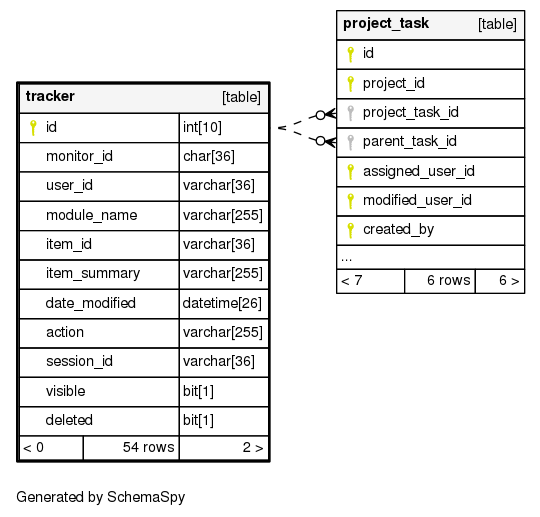 project_task [table]
id
project_id
project_task_id
parent_task_id
assigned_user_id
modified_user_id
created_by
...
< 7 6 rows 6 >
tracker [table]
id int[10]
monitor_id char[36]
user_id varchar[36]
module_name varchar[255]
item_id varchar[36]
item_summary varchar[255]
date_modified datetime[26]
action varchar[255]
session_id varchar[36]
visible bit[1]
deleted bit[1]
< 0 54 rows 2 >
Generated by SchemaSpy